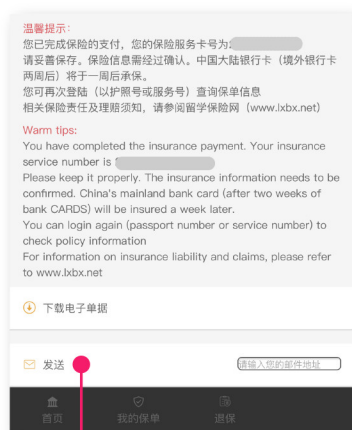 温馨提示:
您已完成保险的支付，您的保险服务卡号为:
请妥善保存。保险信息需经过确认。中国大陆银行卡（境外银行卡
两周后）将于一周后承保。
您可再次登陆（以护照号或服务号）查询保单信息
相关保险责任及理赔须知，请参阅留学保险网（www.lxbx.net）
Warm tips:
You have completed the insurance payment. Your insurance
service number is
Please keep it properly. The insurance information needs to be
confirmed. China's mainland bank card (after two weeks of
bank CARDS) will be insured a week later.
You can login again (passport number or service number) to
check policy information
For information on insurance liability and claims, please refer
to www.lxbx.net
下载电子单据
发送
请输入您的邮件地址
首页 我的保单 退保